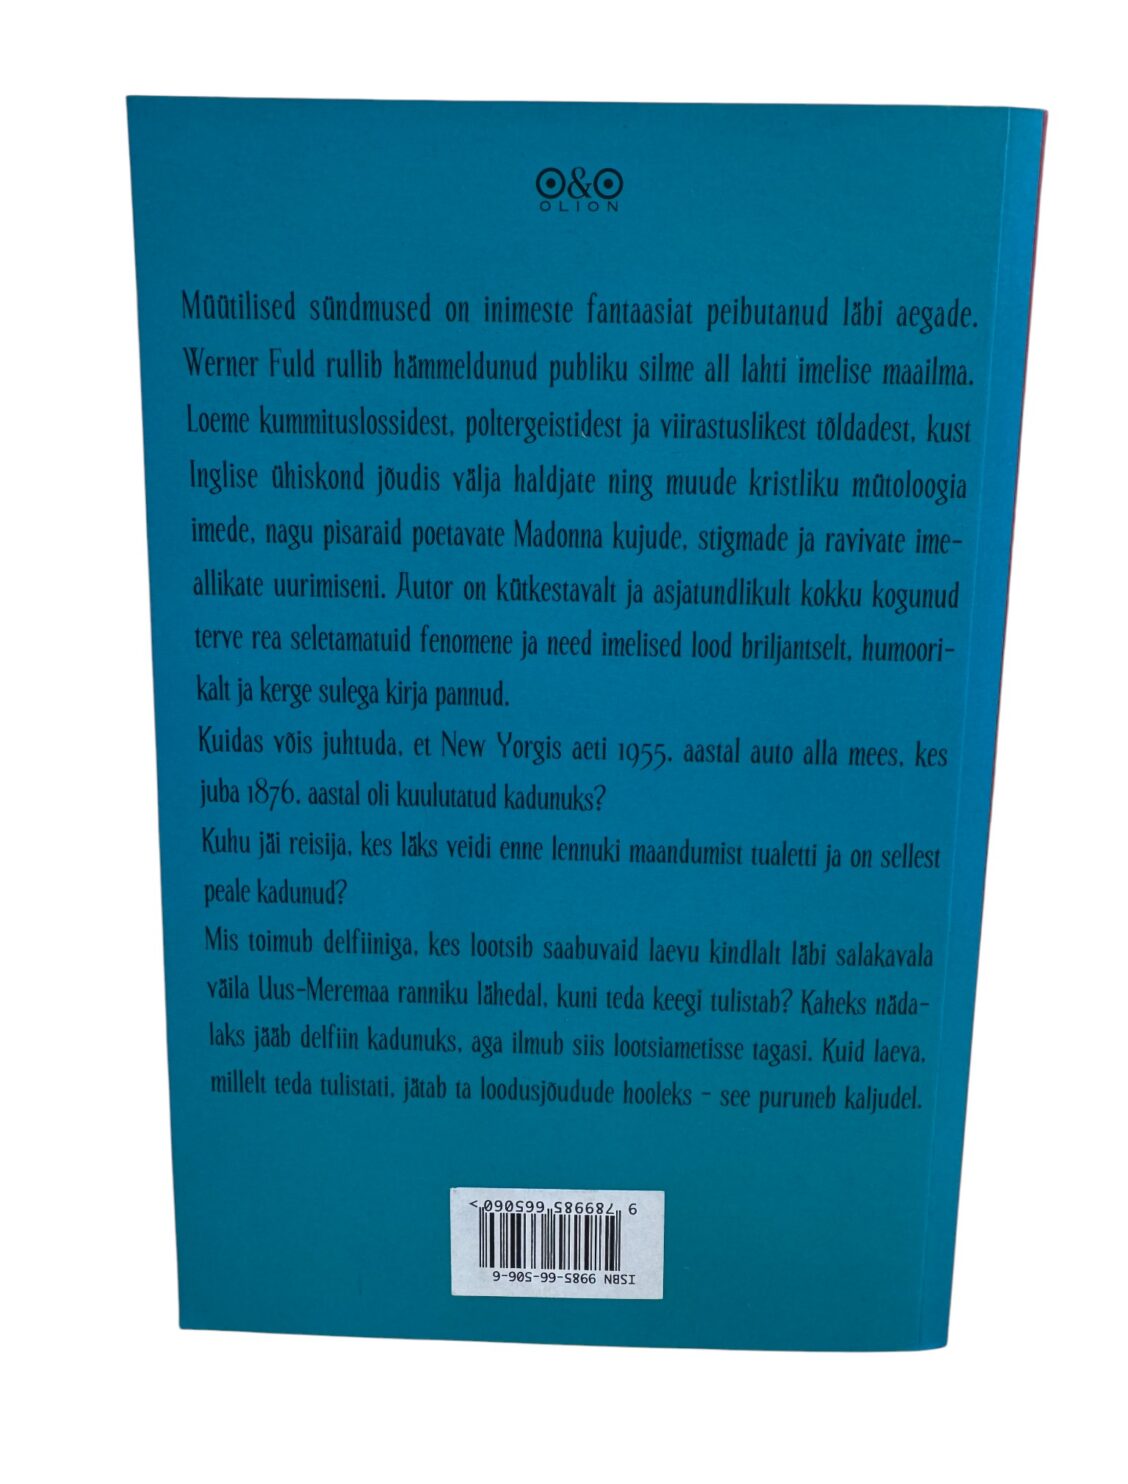 O&O
OLION
Müütilised sündmused on inimeste fantaasiat peibutanud läbi aegade.
Werner Fuld rullib hämmeldunud publiku silme all lahti imelise maailma.
Loeme kummituslossidest, poltergeistidest ja viirastuslikest tõldadest, kust
Inglise ühiskond jõudis välja haldjate ning muude kristliku mütoloogia
imede, nagu pisaraid poetavate Madonna kujude, stigmade ja ravivate ime-
allikate uurimiseni. Autor on kütkestavalt ja asjatundlikult kokku kogunud
terve rea seletamatuid fenomene ja need imelised lood briljantselt, humoori-
kalt ja kerge sulega kirja pannud.
Kuidas võis juhtuda, et New Yorgis aeti 1955. aastal auto alla mees, kes
juba 1876. aastal oli kuulutatud kadunuks?
Kuhu jäi reisija, kes läks veidi enne lennuki maandumist tualetti ja on sellest
peale kadunud?
Mis toimub delfiiniga, kes lootsib saabuvaid laevu kindlalt läbi salakavala
väila Uus-Meremaa ranniku lähedal, kuni teda keegi tulistab? Kaheks näda-
laks jääb delfiin kadunuks, aga ilmub siis lootsiametisse tagasi. Kuid laeva,
millelt teda tulistati, jätab ta loodusjõudude hooleks - see puruneb kaljudel.
ISBN 9985-66-506-6
9 789985 665060 >